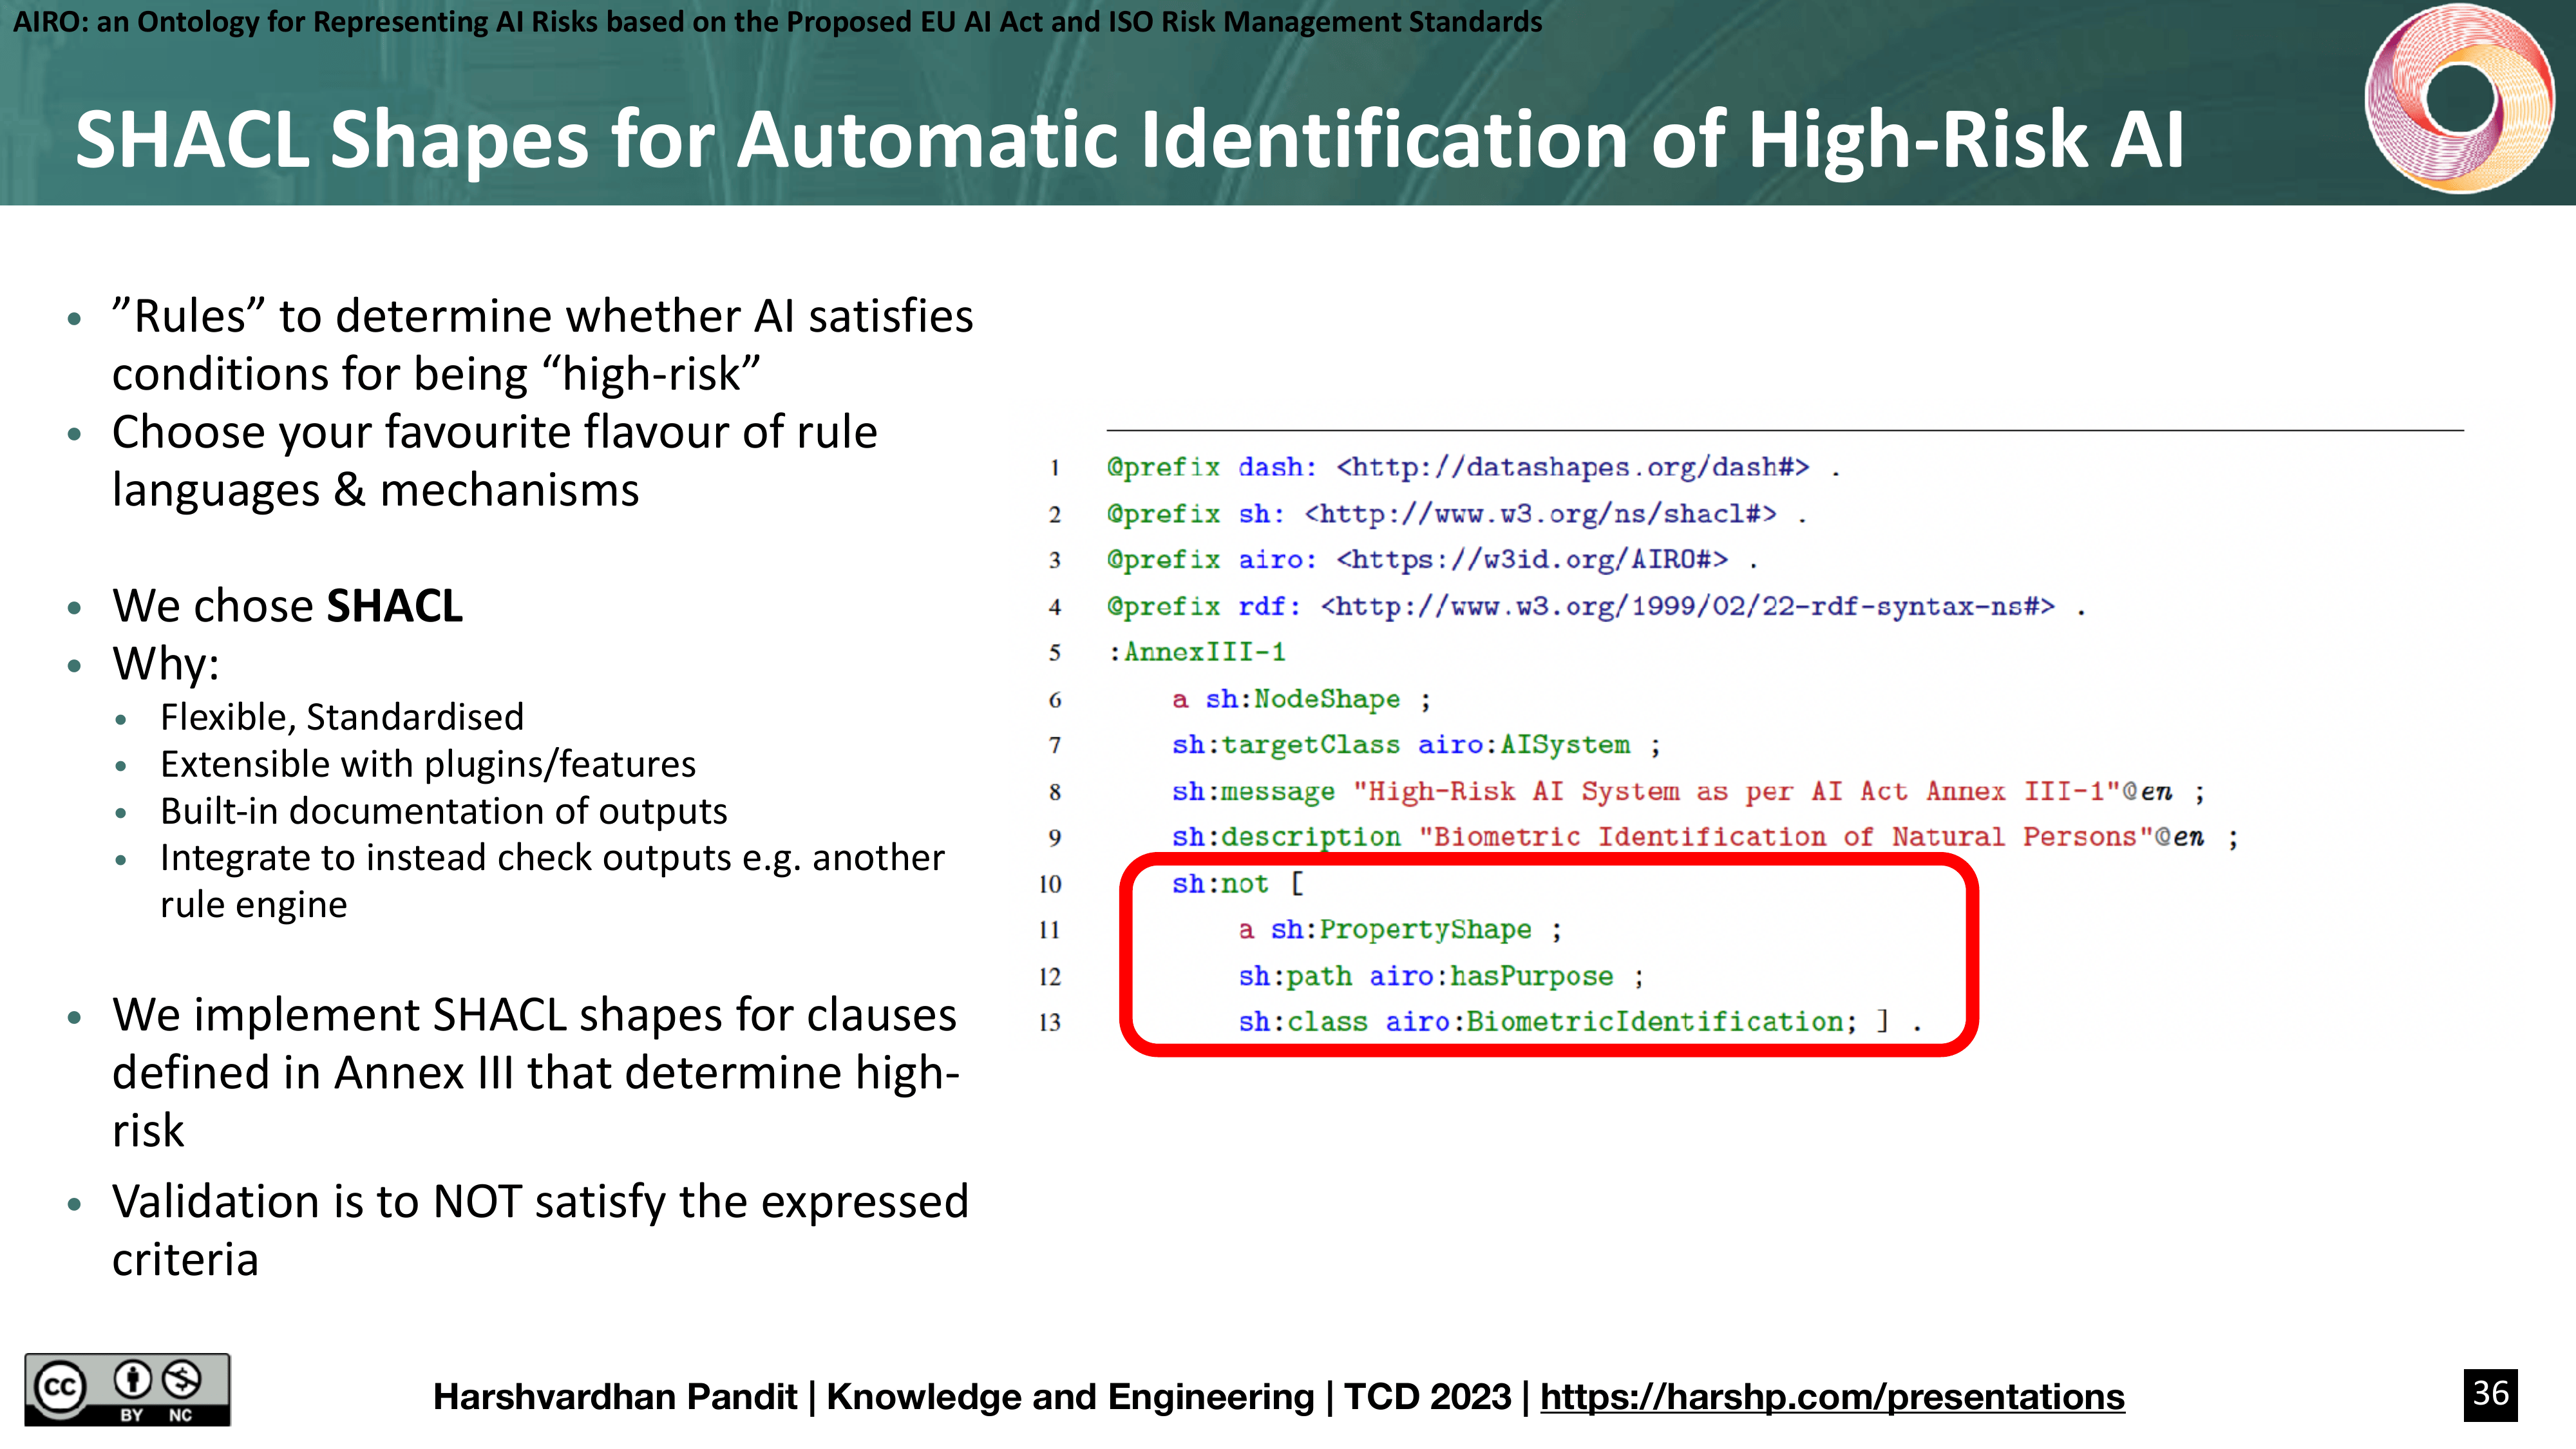 AIRO: an Ontology for Representing AI Risks based on the Proposed EU AI Act and ISO Risk Management Standards
SHACL Shapes for Automatic Identification of High-Risk AI
• ”Rules” to determine whether AI satisfies
conditions for being “high-risk”
• Choose your favourite flavour of rule
languages & mechanisms
• We chose SHACL
• Why:
• Flexible, Standardised
• Extensible with plugins/features
• Built-in documentation of outputs
• Integrate to instead check outputs e.g. another
rule engine
• We implement SHACL shapes for clauses
defined in Annex III that determine high-
risk
• Validation is to NOT satisfy the expressed
criteria
1 @prefix dash: <http://datashapes.org/dash#> .
2 @prefix sh: <http://www.w3.org/ns/shacl#> .
3 @prefix airo: <https://w3id.org/AIRO#> .
4 @prefix rdf: <http://www.w3.org/1999/02/22-rdf-syntax-ns#> .
5 :AnnexIII-1
6 a sh:NodeShape ;
7 sh:targetClass airo:AISystem ;
8 sh:message "High-Risk AI System as per AI Act Annex III-1"@en ;
9 sh:description "Biometric Identification of Natural Persons"@en ;
10 sh:not [
11 a sh:PropertyShape ;
12 sh:path airo:hasPurpose ;
13 sh:class airo:BiometricIdentification; ] .
cc BY NC
Harshvardhan Pandit | Knowledge and Engineering | TCD 2023 | https://harshp.com/presentations
36